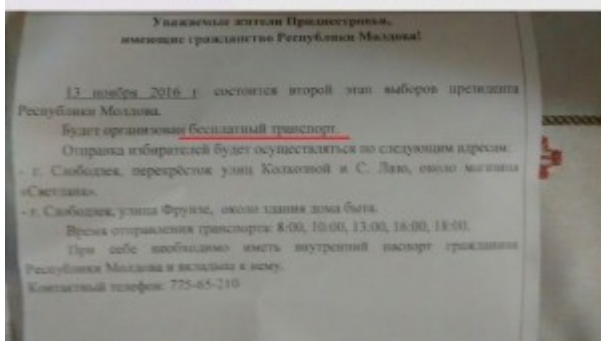 Уважаемые жители Приднестровья,
имеющие гражданство Республики Молдова!
13 ноября 2016 г. состоится второй этап выборов президента
Республики Молдова.
Будет организован бесплатный транспорт.
Отправка избирателей будет осуществляться по следующим адресам:
- г. Слободзея, перекрёсток улиц Колхозной и С. Лазо, около магазина
«Светлана».
- г. Слободзея, улица Фрунзе, около здания дома быта.
Время отправления транспорта: 8:00, 10:00, 13:00, 16:00, 18:00.
При себе необходимо иметь внутренний паспорт гражданина
Республики Молдова и вкладыш к нему.
Контактный телефон: 775-65-210